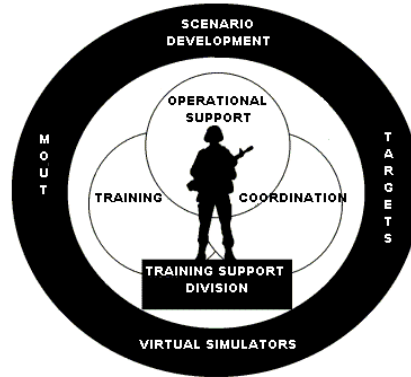 SCENARIO
DEVELOPMENT
OPERATIONAL
SUPPORT
MOUT
TARGETS
TRAINING
COORDINATION
TRAINING SUPPORT
DIVISION
VIRTUAL SIMULATORS